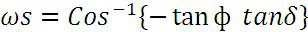 ωs = Cos⁻¹{− tan ϕ tanδ}